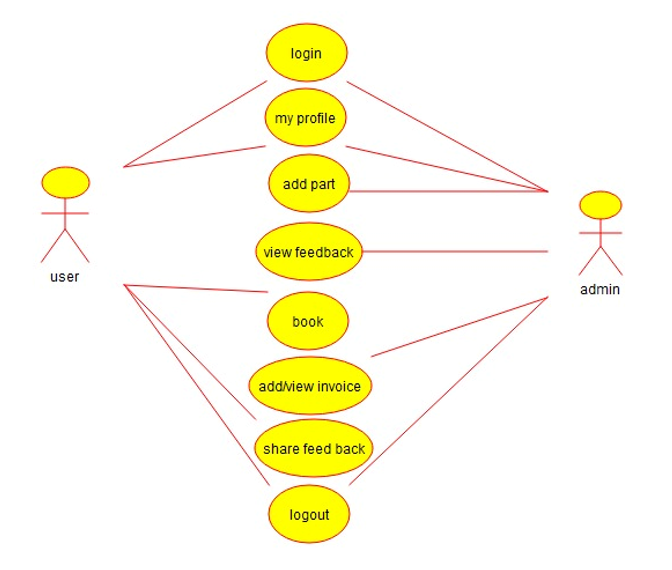 login
my profile
add part
view feedback
user
admin
book
add/view invoice
share feed back
logout